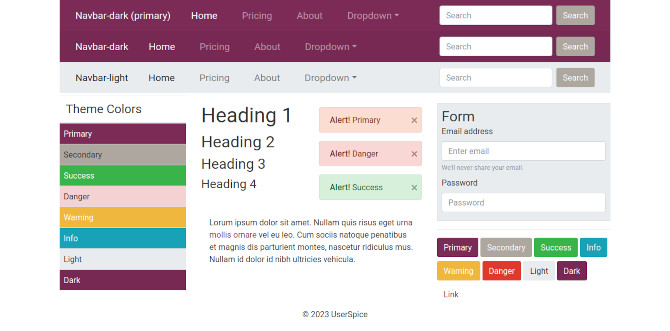 Navbar-dark (primary) Home Pricing About Dropdown Search Search
Navbar-dark Home Pricing About Dropdown Search Search
Navbar-light Home Pricing About Dropdown Search Search
Theme Colors
Primary
Secondary
Success
Danger
Warning
Info
Light
Dark
Heading 1
Heading 2
Heading 3
Heading 4
Alert! Primary ×
Alert! Danger ×
Alert! Success ×
Lorum ipsum dolor sit amet. Nullam quis risus eget urna
mollis ornare vel eu leo. Cum sociis natoque penatibus
et magnis dis parturient montes, nascetur ridiculus mus.
Nullam id dolor id nibh ultricies vehicula.
Form
Email address
Enter email
We'll never share your email.
Password
Password
Primary Secondary Success Info
Warning Danger Light Dark
Link
© 2023 UserSpice